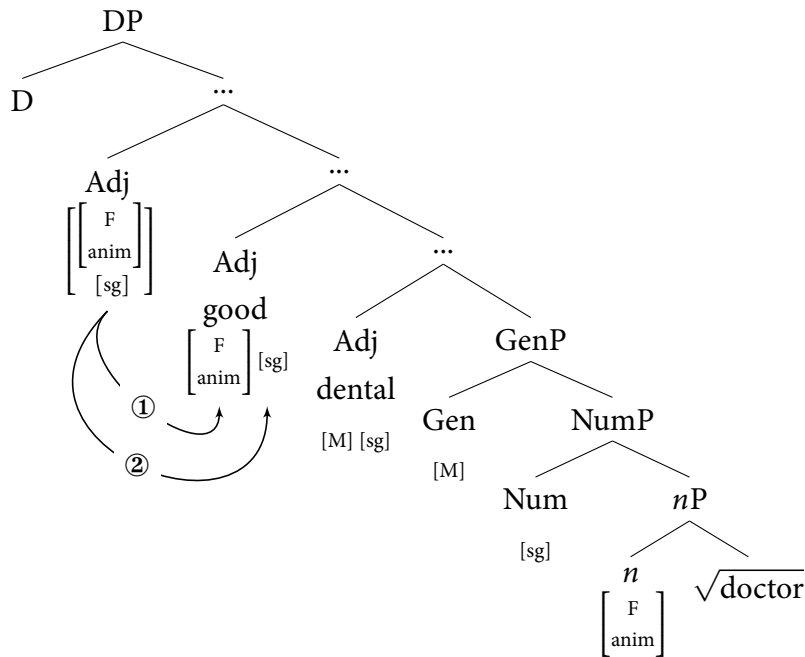 DP
D ...
Adj ...
F
anim
[sg]
Adj ...
good
F
anim [sg]
Adj GenP
dental
[M] [sg]
Gen NumP
[M]
① 
②
Num nP
[sg]
n √doctor
F
anim